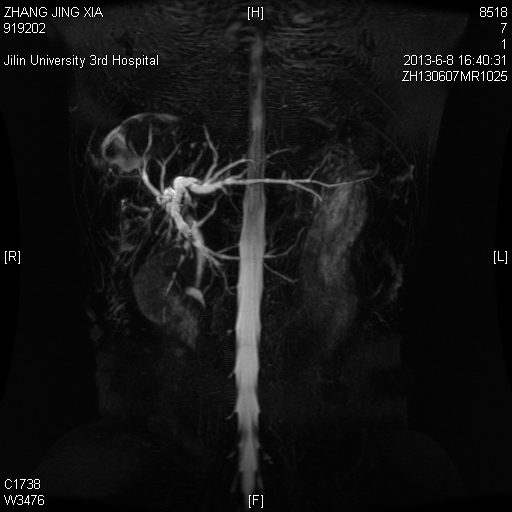 ZHANG JING XIA
919202
Jilin University 3rd Hospital
[H]
8518
7
1
2013-6-8 16:40:31
ZH130607MR1025
[R]
[L]
C1738
W3476
[F]